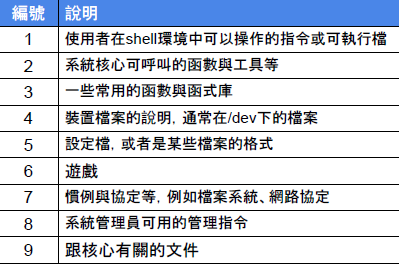 編號 說明
1 使用者在shell環境中可以操作的指令或可執行檔
2 系統核心可呼叫的函數與工具等
3 一些常用的函數與函式庫
4 裝置檔案的說明, 通常在/dev下的檔案
5 設定檔, 或者是某些檔案的格式
6 遊戲
7 慣例與協定等, 例如檔案系統、網路協定
8 系統管理員可用的管理指令
9 跟核心有關的文件